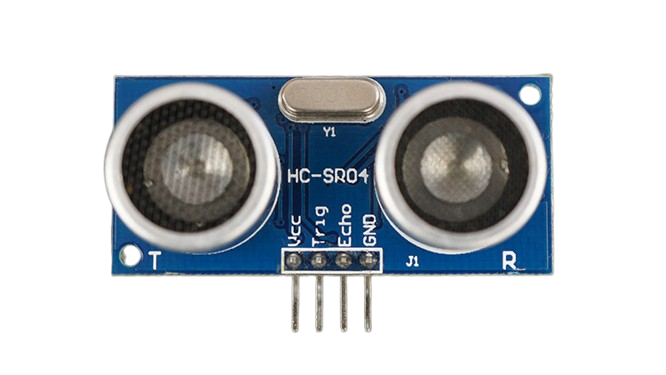 Y1
HC-SR04
Vcc
Trig
Echo
GND
T
J1
R